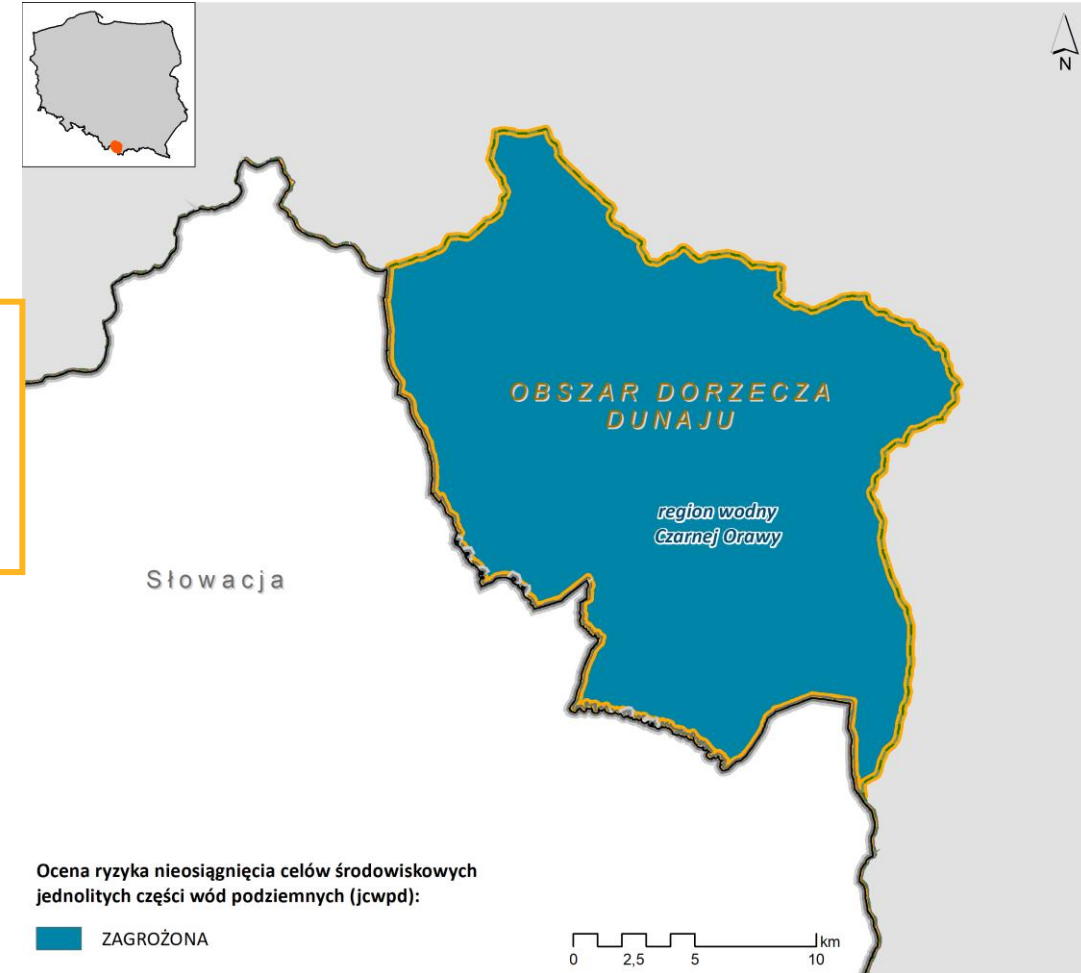 N
OBSZAR DORZECZA
DUNAJU
region wodny
Czarnej Orawy
Słowacja
Ocena ryzyka nieosiągnięcia celów środowiskowych
jednolitych części wód podziemnych (jcwpd):
ZAGROŻONA
km
0 2,5 5 10